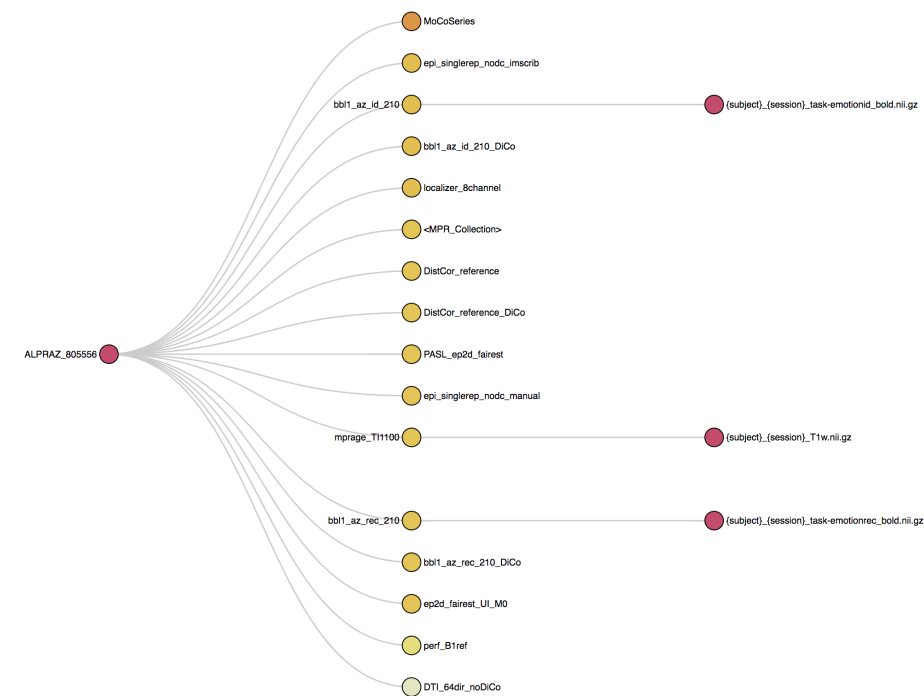 MoCoSeries
epi_singlerep_nodc_imscrib
bbl1_az_id_210
{subject}_{session}_task-emotionid_bold.nii.gz
bbl1_az_id_210_DiCo
localizer_8channel
<MPR_Collection>
DistCor_reference
DistCor_reference_DiCo
ALPRAZ_805556
PASL_ep2d_fairest
epi_singlerep_nodc_manual
mprage_TI1100
{subject}_{session}_T1w.nii.gz
bbl1_az_rec_210
{subject}_{session}_task-emotionrec_bold.nii.gz
bbl1_az_rec_210_DiCo
ep2d_fairest_UI_M0
perf_B1ref
DTI_64dir_noDiCo